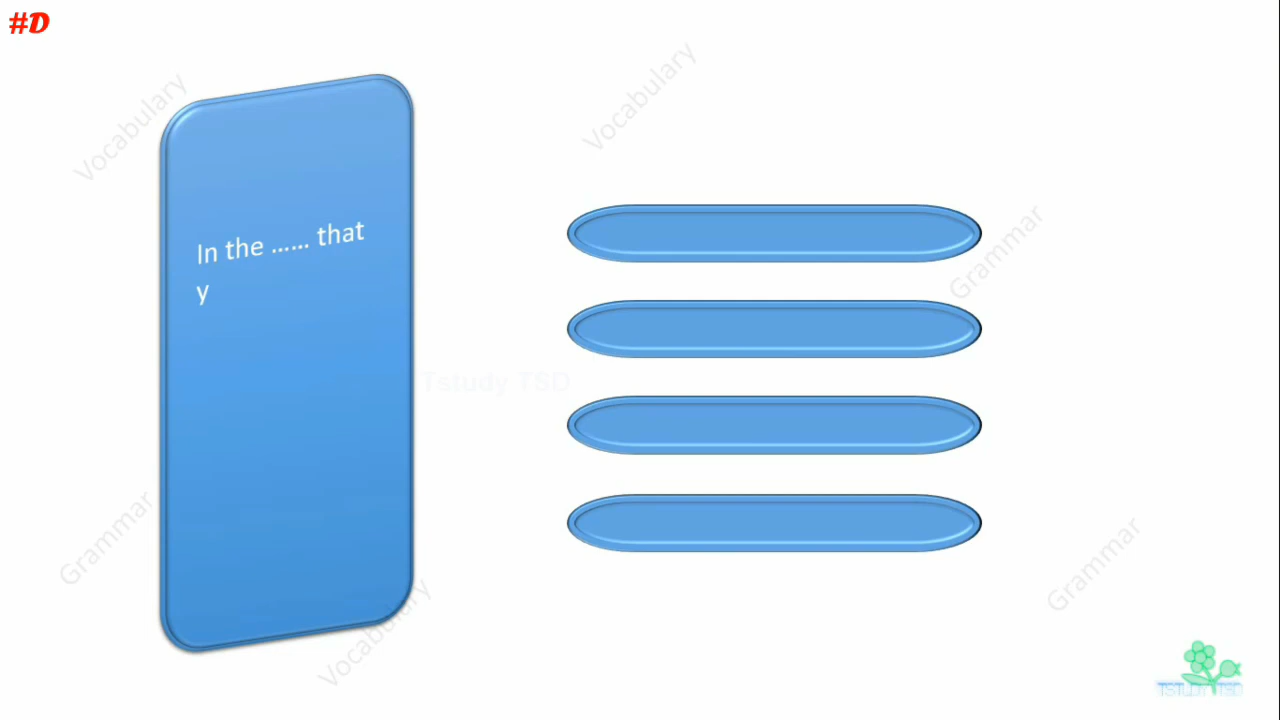 #D
Vocabulary
Vocabulary
In the ...... that
y
Grammar
Tstudy TSD
Grammar
Grammar
Vocabulary
TSTUDY TSD